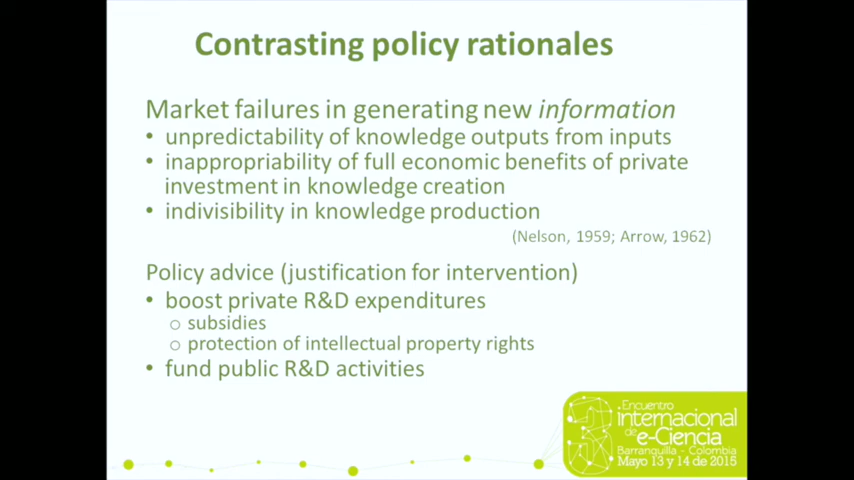 Contrasting policy rationales
Market failures in generating new information
• unpredictability of knowledge outputs from inputs
• inappropriability of full economic benefits of private
investment in knowledge creation
• indivisibility in knowledge production
(Nelson, 1959; Arrow, 1962)
Policy advice (justification for intervention)
• boost private R&D expenditures
o subsidies
o protection of intellectual property rights
• fund public R&D activities
Encuentro
internacional
de e-Ciencia
Barranquilla - Colombia
Mayo 13 y 14 de 2015